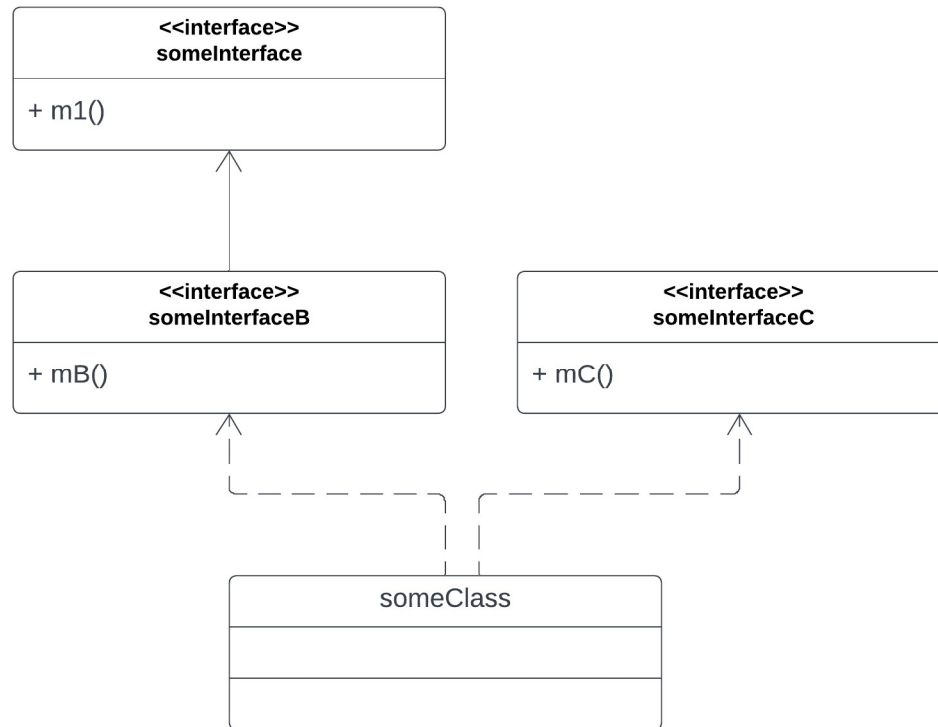 <<interface>>
someInterface
+ m1()
<<interface>>
someInterfaceB
+ mB()
<<interface>>
someInterfaceC
+ mC()
someClass